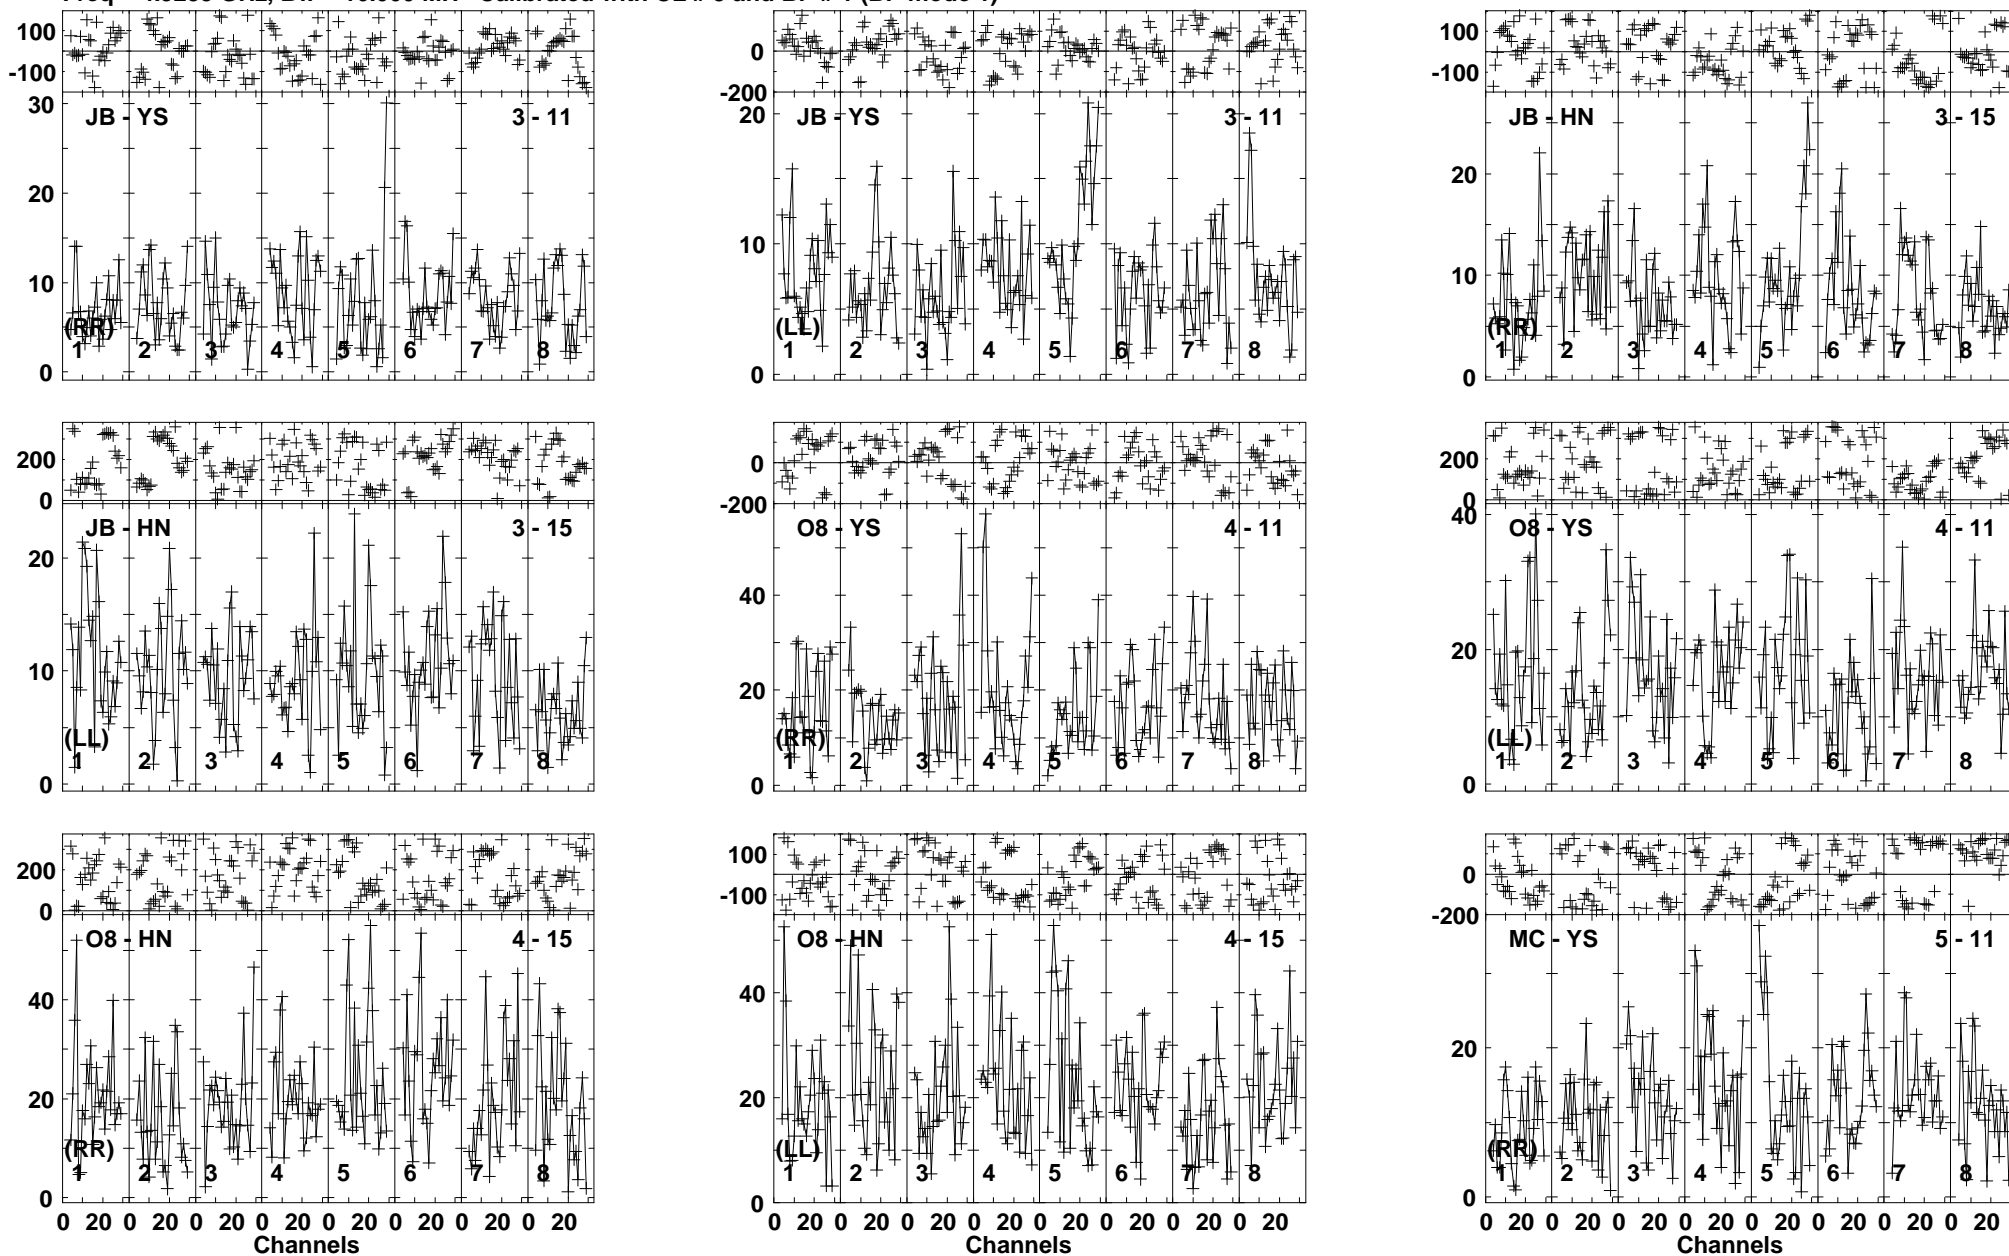 100 0 -100 100 0 -200 100 -100
30 20 10 0 JB - YS 3 - 11 (RR) 1 2 3 4 5 6 7 8
20 10 0 JB - YS 3 - 11 (LL) 1 2 3 4 5 6 7 8
20 10 0 JB - HN 3 - 15 (RR) 1 2 3 4 5 6 7 8
200 0 20 10 0 JB - HN 3 - 15 (LL) 1 2 3 4 5 6 7 8
0 -200 40 20 0 O8 - YS 4 - 11 (RR) 1 2 3 4 5 6 7 8
200 0 40 20 0 O8 - YS 4 - 11 (LL) 1 2 3 4 5 6 7 8
200 0 40 20 0 O8 - HN 4 - 15 (RR) 1 2 3 4 5 6 7 8
100 -100 40 20 0 O8 - HN 4 - 15 (LL) 1 2 3 4 5 6 7 8
0 -200 20 0 MC - YS 5 - 11 (RR) 1 2 3 4 5 6 7 8
0 20 0 20 0 20 0 20 0 20 0 20 0 20 0 20
Channels
0 20 0 20 0 20 0 20 0 20 0 20 0 20 0 20
Channels
0 20 0 20 0 20 0 20 0 20 0 20 0 20 0 20
Channels